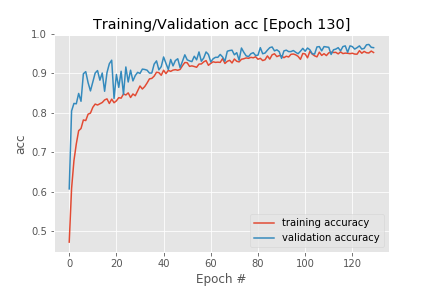 Training/Validation acc [Epoch 130]
1.0
0.9
0.8
0.7
0.6
0.5
acc
training accuracy
validation accuracy
0 20 40 60 80 100 120
Epoch #